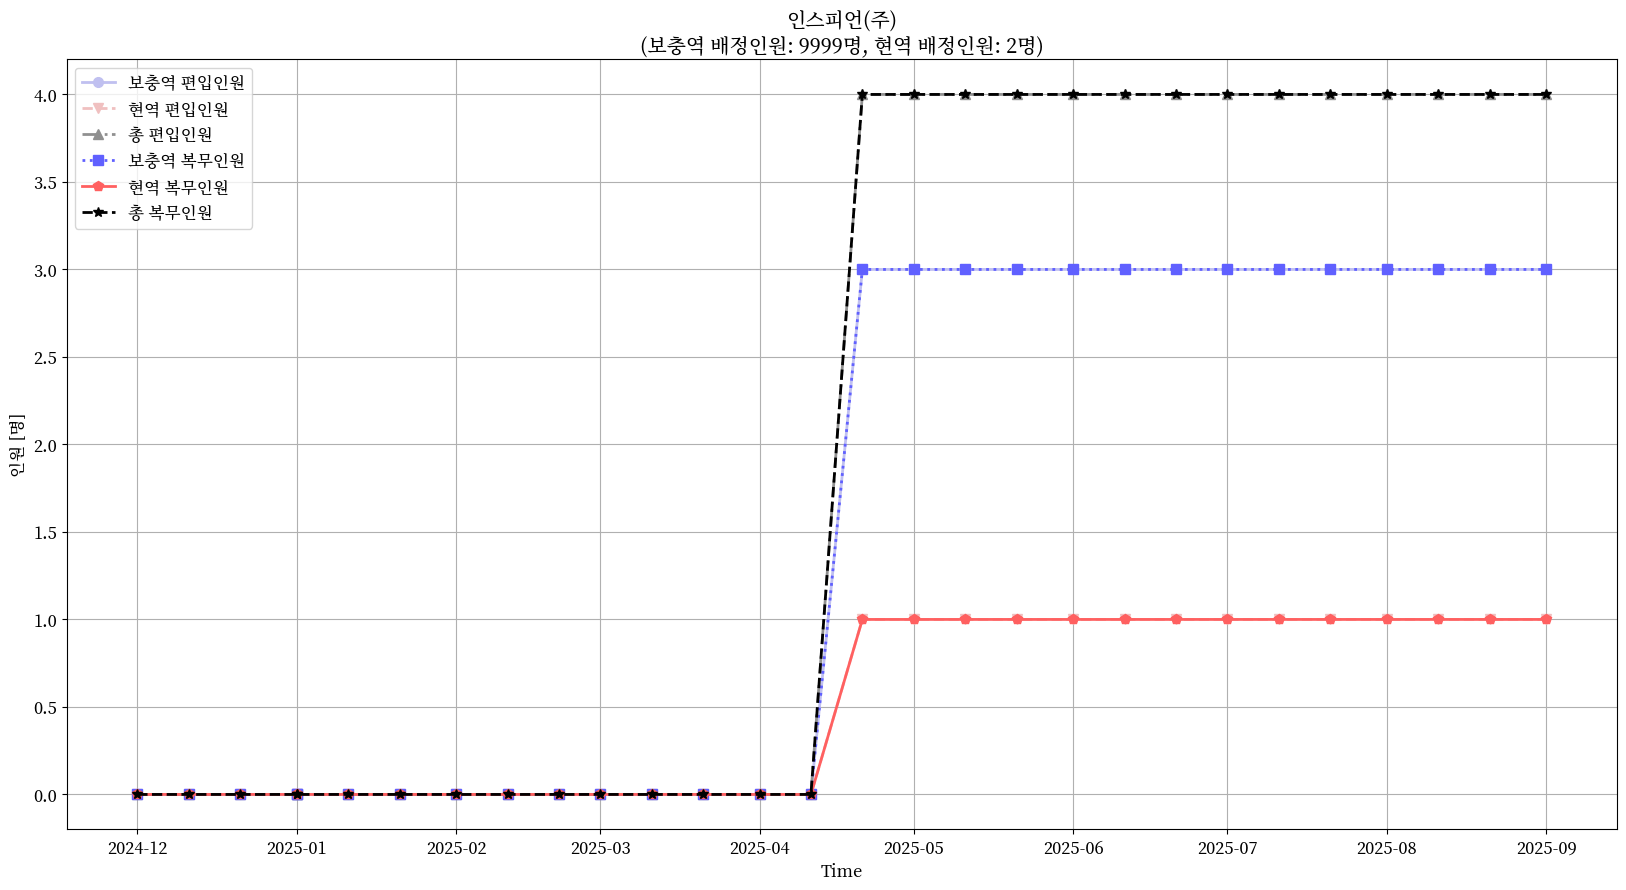 인스피언(주)
(보충역 배정인원: 9999명, 현역 배정인원: 2명)
보충역 편입인원
현역 편입인원
총 편입인원
보충역 복무인원
현역 복무인원
총 복무인원
4.0
3.5
3.0
2.5
2.0
1.5
1.0
0.5
0.0
인원 [명]
2024-12 2025-01 2025-02 2025-03 2025-04 2025-05 2025-06 2025-07 2025-08 2025-09
Time